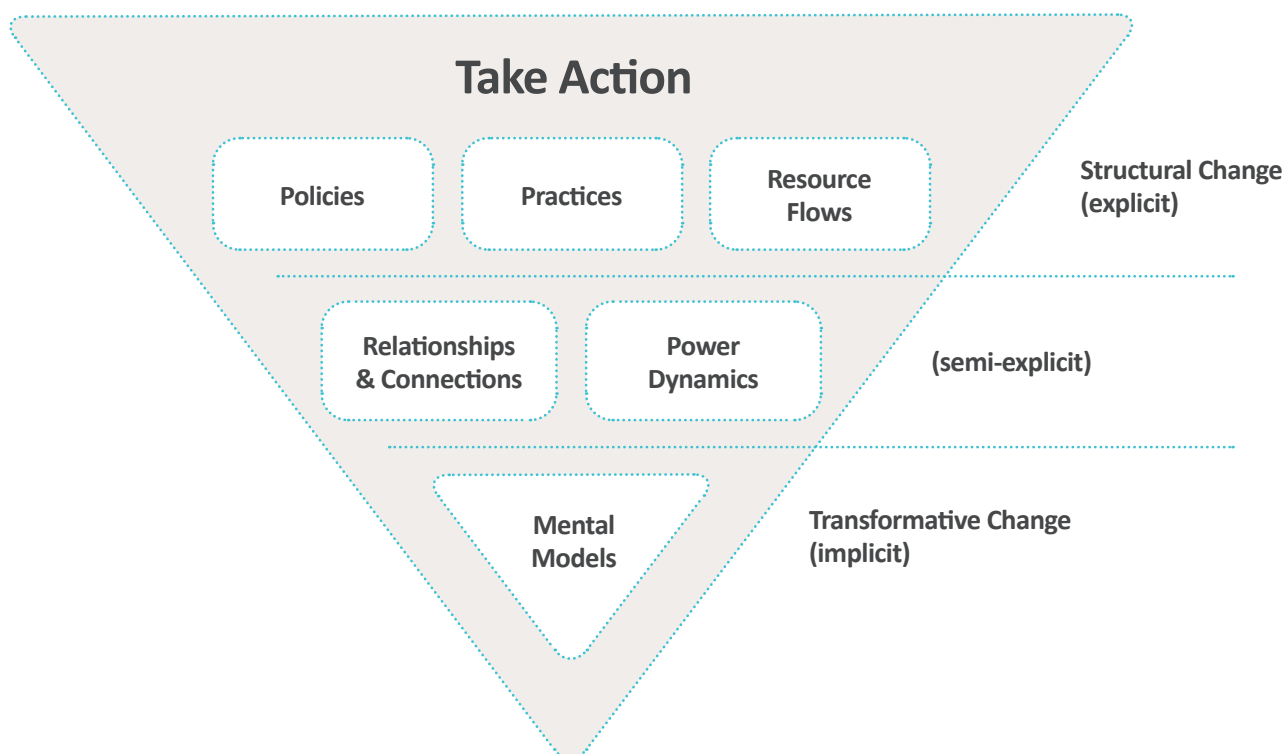 Take Action
Policies
Practices
Resource
Flows
Structural Change
(explicit)
Relationships
& Connections
Power
Dynamics
(semi-explicit)
Mental
Models
Transformative Change
(implicit)